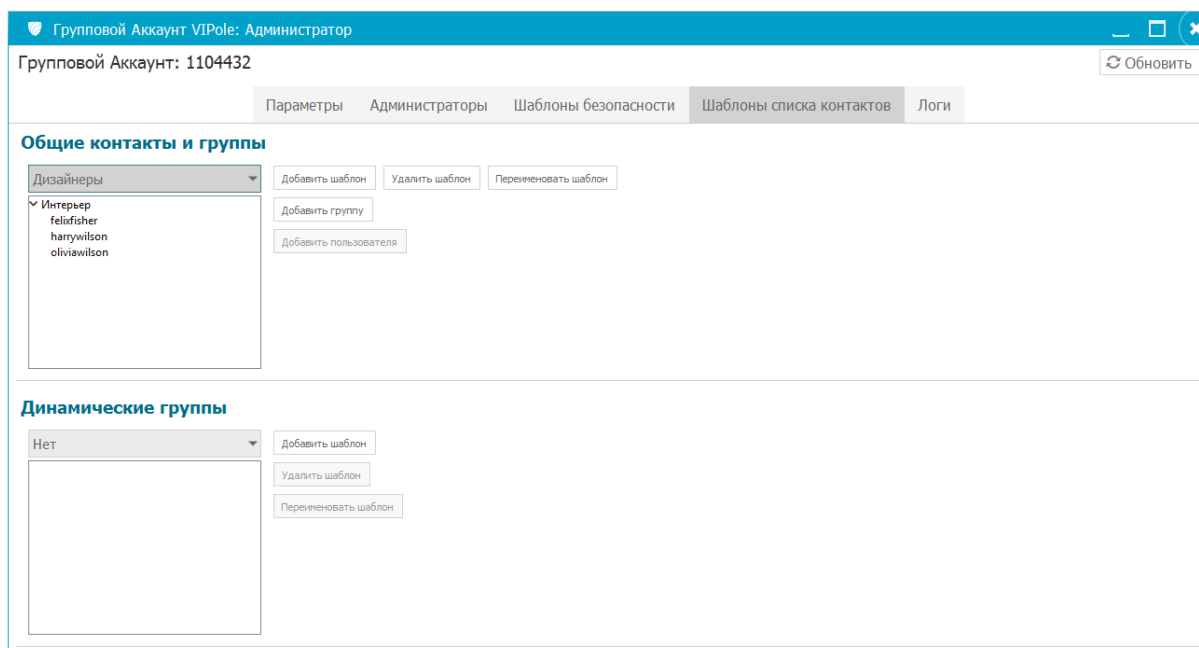 Групповой Аккаунт VIPole: Администратор
Групповой Аккаунт: 1104432
Обновить
Параметры Администраторы Шаблоны безопасности Шаблоны списка контактов Логи
Общие контакты и группы
Дизайнеры Добавить шаблон Удалить шаблон Переименовать шаблон
Интерьер
felixfisher
harrywilson
oliviawilson
Добавить группу
Добавить пользователя
Динамические группы
Нет Добавить шаблон
Удалить шаблон
Переименовать шаблон